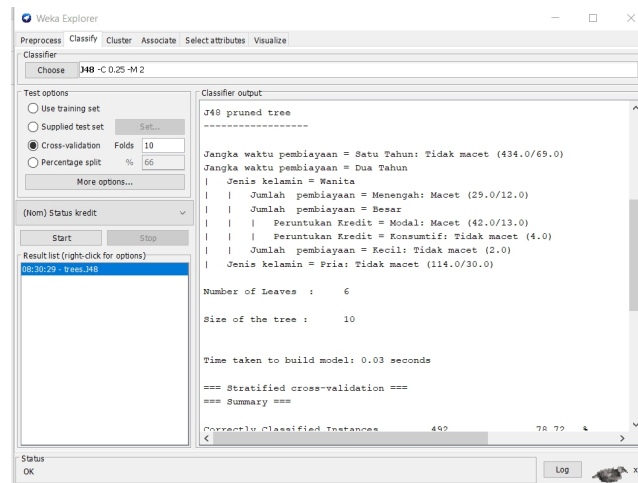 Weka Explorer
Preprocess Classify Cluster Associate Select attributes Visualize
Classifier
Choose J48 -C 0.25 -M 2
Test options
Use training set
Supplied test set Set...
Cross-validation Folds 10
Percentage split % 66
More options...
(Nom) Status kredit
Start Stop
Result list (right-click for options)
08:30:29 - trees.J48
Classifier output
J48 pruned tree
------------------
Jangka waktu pembiayaan = Satu Tahun: Tidak macet (434.0/69.0)
Jangka waktu pembiayaan = Dua Tahun
|   Jenis kelamin = Wanita
|   |   Jumlah  pembiayaan = Menengah: Macet (29.0/12.0)
|   |   Jumlah  pembiayaan = Besar
|   |   |   Peruntukan Kredit = Modal: Macet (42.0/13.0)
|   |   |   Peruntukan Kredit = Konsumtif: Tidak macet (4.0)
|   |   Jumlah  pembiayaan = Kecil: Tidak macet (2.0)
|   Jenis kelamin = Pria: Tidak macet (114.0/30.0)
Number of Leaves  :     6
Size of the tree :      10
Time taken to build model: 0.03 seconds
=== Stratified cross-validation ===
=== Summary ===
Correctly Classified Instances 492 78.72 %
Status
OK
Log
x